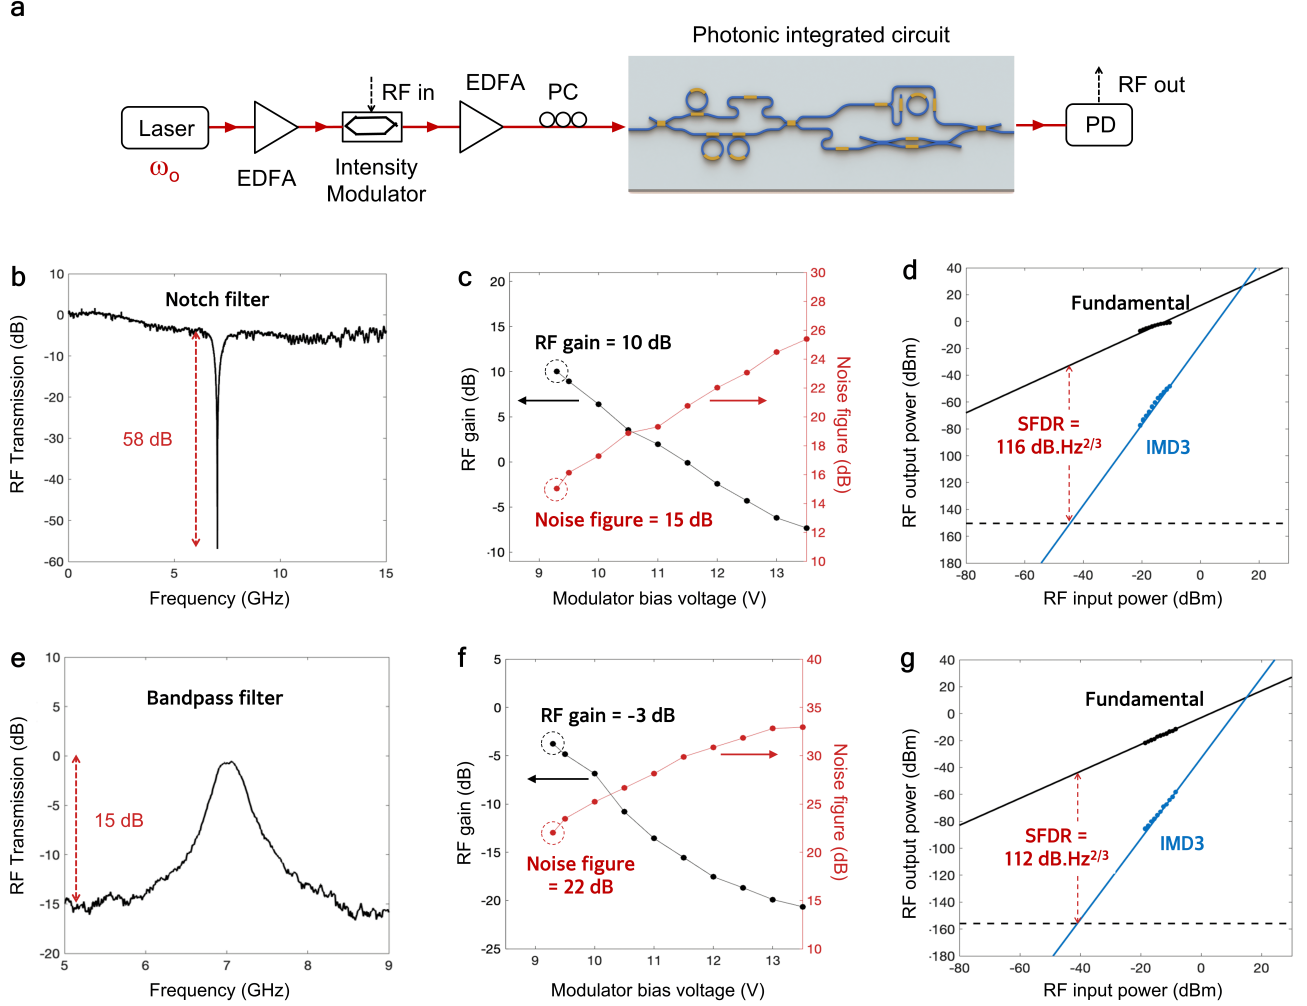 a
Photonic integrated circuit
Laser
ω₀
EDFA
RF in
Intensity
Modulator
EDFA
PC
PD
RF out
b
Notch filter
58 dB
RF Transmission (dB)
10
0
-10
-20
-30
-40
-50
-60
0
5
10
15
Frequency (GHz)
c
RF gain = 10 dB
Noise figure = 15 dB
RF gain (dB)
20
15
10
5
0
-5
-10
Noise figure (dB)
30
28
26
24
22
20
18
16
14
12
10
9
10
11
12
13
Modulator bias voltage (V)
d
Fundamental
SFDR =
116 dB.Hz^2/3
IMD3
RF output power (dBm)
40
20
0
-20
-40
-60
-80
100
120
140
160
180
-80
-60
-40
-20
0
20
RF input power (dBm)
e
Bandpass filter
15 dB
RF Transmission (dB)
10
5
0
-5
-10
-15
-20
5
6
7
8
9
Frequency (GHz)
f
RF gain = -3 dB
Noise figure
= 22 dB
RF gain (dB)
5
0
-5
-10
-15
-20
-25
Noise figure (dB)
40
35
30
25
20
15
10
9
10
11
12
13
Modulator bias voltage (V)
g
Fundamental
SFDR =
112 dB.Hz^2/3
IMD3
RF output power (dBm)
40
20
0
-20
-40
-60
-80
-100
-120
-140
-160
-180
-80
-60
-40
-20
0
20
RF input power (dBm)